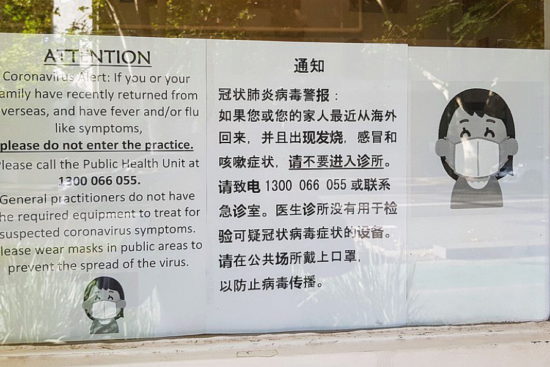 ATTENTION
Coronavirus Alert: If you or your
family have recently returned from
overseas, and have fever and/or flu
like symptoms,
please do not enter the practice.
Please call the Public Health Unit at
1300 066 055.
General practitioners do not have
the required equipment to treat for
suspected coronavirus symptoms.
Please wear masks in public areas to
prevent the spread of the virus.
通知
冠状肺炎病毒警报：
如果您或您的家人最近从海外
回来，并且出现发烧，感冒和
咳嗽症状，请不要进入诊所。
请致电 1300 066 055 或联系
急诊室。医生诊所没有用于检
验可疑冠状病毒症状的设备。
请在公共场所戴上口罩，
以防止病毒传播。